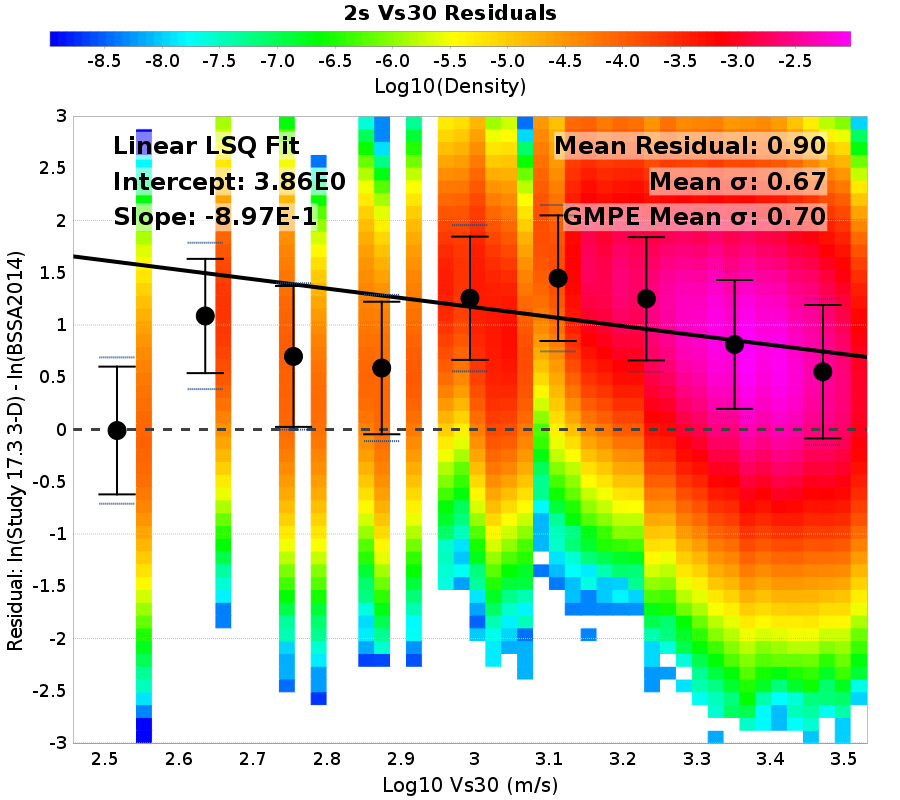 2s Vs30 Residuals
-8.5 -8.0 -7.5 -7.0 -6.5 -6.0 -5.5 -5.0 -4.5 -4.0 -3.5 -3.0 -2.5
Log10(Density)
Linear LSQ Fit
Intercept: 3.86E0
Slope: -8.97E-1
Mean Residual: 0.90
Mean σ: 0.67
GMPE Mean σ: 0.70
Residual: ln(Study 17.3 3-D) - ln(BSSA2014)
3
2.5
2
1.5
1
0.5
0
-0.5
-1
-1.5
-2
-2.5
-3
2.5 2.6 2.7 2.8 2.9 3 3.1 3.2 3.3 3.4 3.5
Log10 Vs30 (m/s)